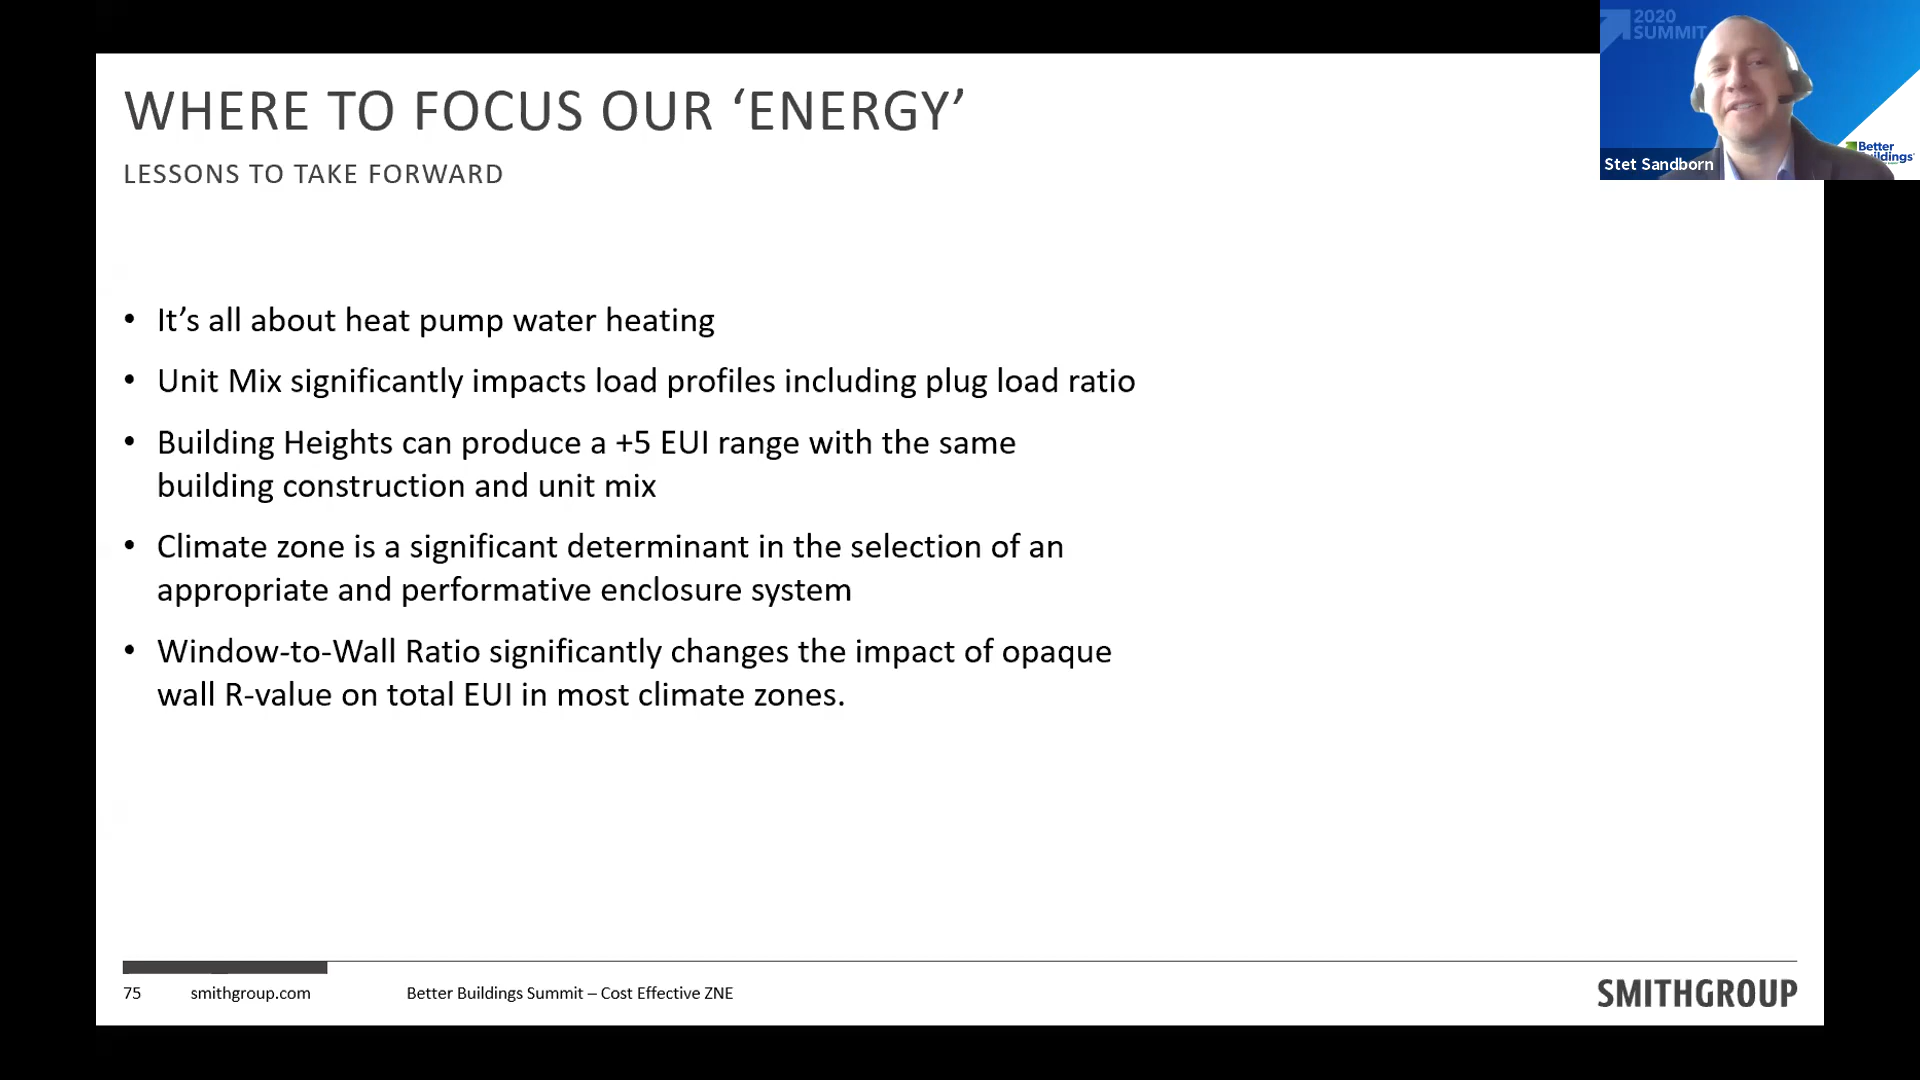 2020
SUMMIT
Better
Buildings
Stet Sandborn
WHERE TO FOCUS OUR ‘ENERGY’
LESSONS TO TAKE FORWARD
• It’s all about heat pump water heating
• Unit Mix significantly impacts load profiles including plug load ratio
• Building Heights can produce a +5 EUI range with the same
building construction and unit mix
• Climate zone is a significant determinant in the selection of an
appropriate and performative enclosure system
• Window-to-Wall Ratio significantly changes the impact of opaque
wall R-value on total EUI in most climate zones.
75 smithgroup.com Better Buildings Summit – Cost Effective ZNE SMITHGROUP